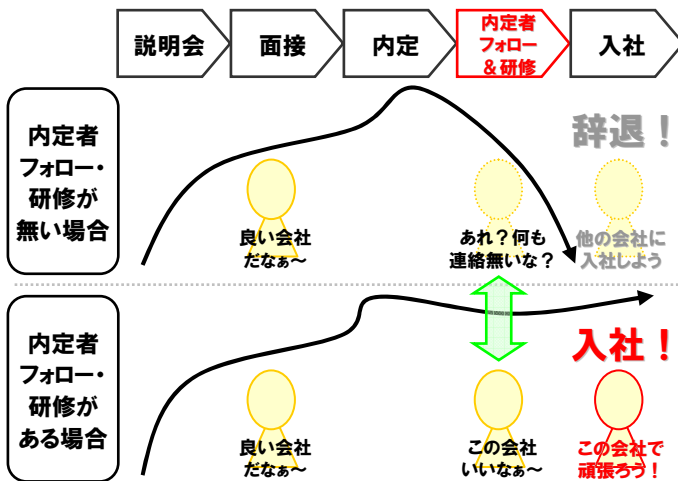 説明会
面接
内定
内定者
フォロー
＆研修
入社
内定者
フォロー・
研修が
無い場合
良い会社
だなぁ～
あれ？何も
連絡無いな？
辞退！
他の会社に
入社しよう
内定者
フォロー・
研修が
ある場合
良い会社
だなぁ～
この会社
いいなぁ～
入社！
この会社で
頑張ろう！